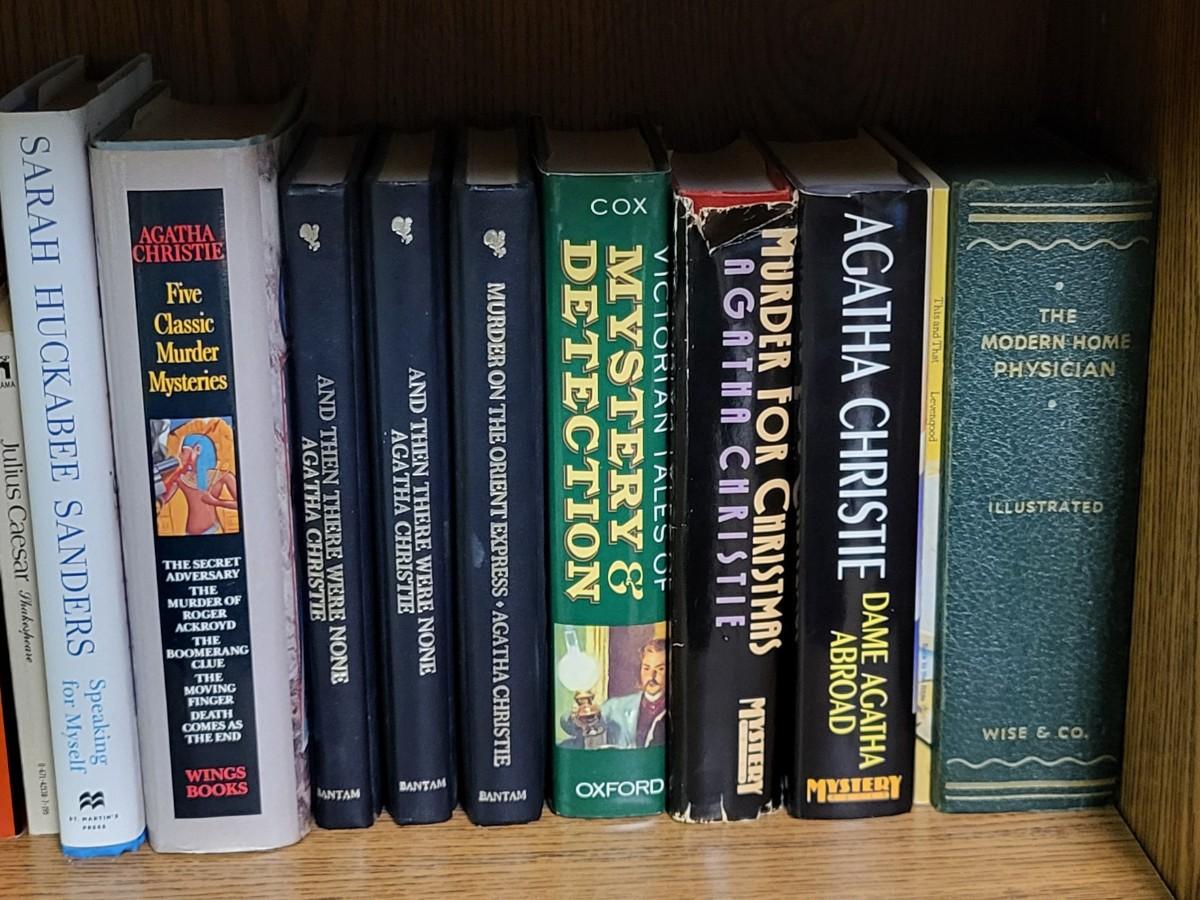 Julius Caesar Shakespeare
SARAH HUCKABEE SANDERS
Speaking
for Myself
ST. MARTIN'S
PRESS
AGATHA
CHRISTIE
Five
Classic
Murder
Mysteries
THE SECRET
ADVERSARY
THE
MURDER OF
ROGER
ACKROYD
THE
BOOMERANG
CLUE
THE
MOVING
FINGER
DEATH
COMES AS
THE END
WINGS
BOOKS
AND THEN THERE WERE NONE
AGATHA CHRISTIE
BANTAM
AND THEN THERE WERE NONE
AGATHA CHRISTIE
BANTAM
MURDER ON THE ORIENT EXPRESS • AGATHA CHRISTIE
BANTAM
COX
VICTORIAN TALES OF
MYSTERY &
DETECTION
OXFORD
MURDER FOR CHRISTMAS
AGATHA CHRISTIE
MYSTERY
AGATHA CHRISTIE DAME AGATHA
ABROAD
MYSTERY
This and That Levengood
THE
MODERN HOME
PHYSICIAN
ILLUSTRATED
WISE & CO.